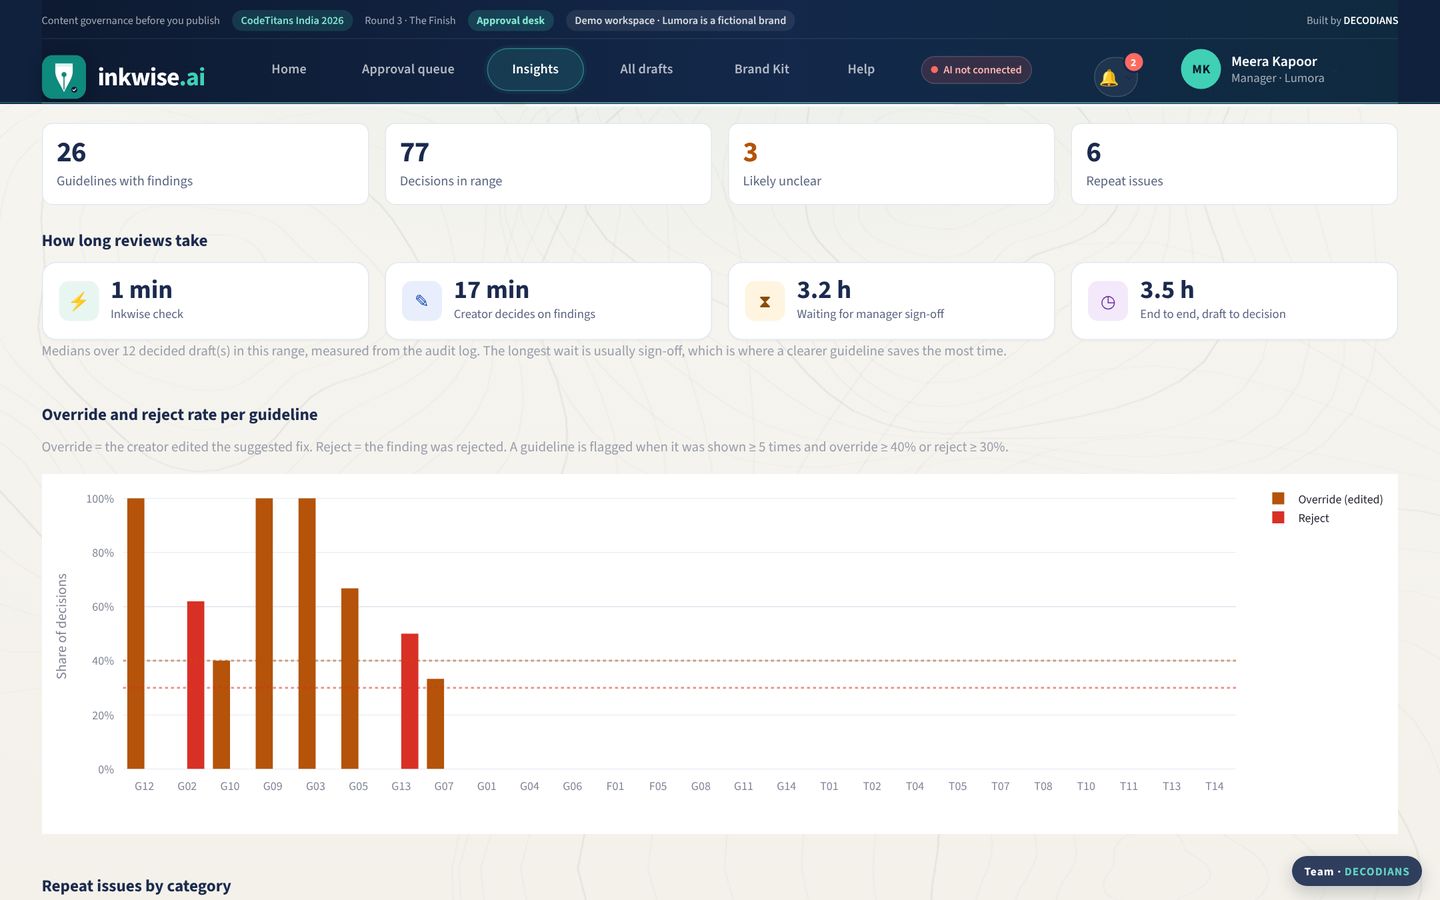 Content governance before you publish CodeTitans India 2026 Round 3 · The Finish Approval desk Demo workspace · Lumora is a fictional brand Built by DECODIANS
inkwise.ai Home Approval queue Insights All drafts Brand Kit Help AI not connected 2 MK Meera Kapoor
Manager · Lumora
26 77 3 6
Guidelines with findings Decisions in range Likely unclear Repeat issues
How long reviews take
1 min 17 min 3.2 h 3.5 h
Inkwise check Creator decides on findings Waiting for manager sign-off End to end, draft to decision
Medians over 12 decided draft(s) in this range, measured from the audit log. The longest wait is usually sign-off, which is where a clearer guideline saves the most time.
Override and reject rate per guideline
Override = the creator edited the suggested fix. Reject = the finding was rejected. A guideline is flagged when it was shown ≥ 5 times and override ≥ 40% or reject ≥ 30%.
100% Override (edited)
Reject
80%
60%
Share of decisions
40%
20%
0%
G12 G02 G10 G09 G03 G05 G13 G07 G01 G04 G06 F01 F05 G08 G11 G14 T01 T02 T04 T05 T07 T08 T10 T11 T13 T14
Team · DECODIANS
Repeat issues by category